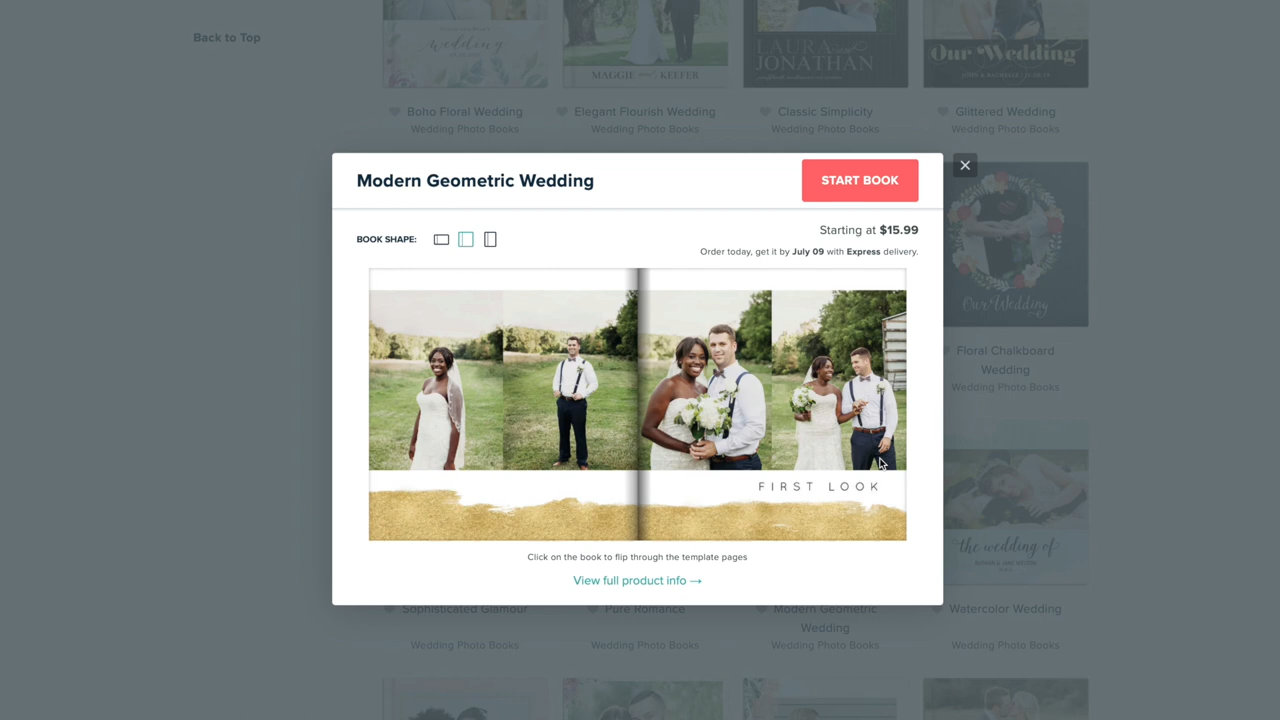 Back to Top
wedding
MAGGIE and KEEFER
LAURA
JONATHAN
Our Wedding
Boho Floral Wedding
Wedding Photo Books
Elegant Flourish Wedding
Wedding Photo Books
Classic Simplicity
Wedding Photo Books
Glittered Wedding
Wedding Photo Books
Modern Geometric Wedding
START BOOK
BOOK SHAPE:
Starting at $15.99
Order today, get it by July 09 with Express delivery.
FIRST LOOK
Click on the book to flip through the template pages
View full product info →
Our Wedding
Floral Chalkboard
Wedding
Wedding Photo Books
the wedding of
Sophisticated Glamour
Wedding Photo Books
Pure Romance
Wedding Photo Books
Modern Geometric
Wedding
Wedding Photo Books
Watercolor Wedding
Wedding Photo Books